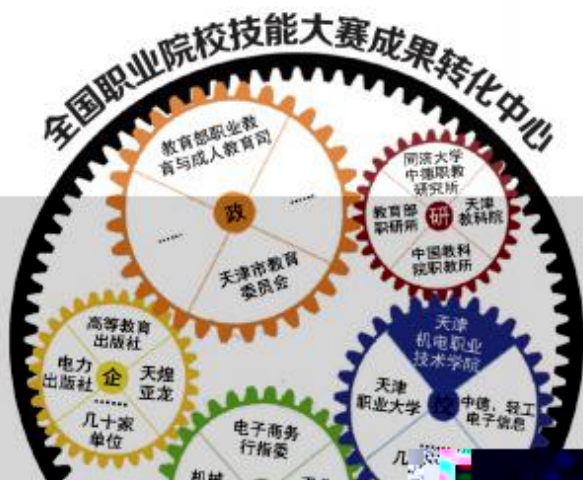 全国职业院校技能大赛成果转化中心
教育部职业教
育与成人教育司
......
......
政
天津市教育
委员会
同济大学
中德职教
研究所
教育部
职研所
研
天津
教科院
中国教科
院职教所
高等教育
出版社
电力
出版社
企
天煌
亚龙
......
几十家
单位
天津
机电职业
技术学院
天津
职业大学
校
中德、轻工
电子信息
......
几
电子商务
行指委
机械